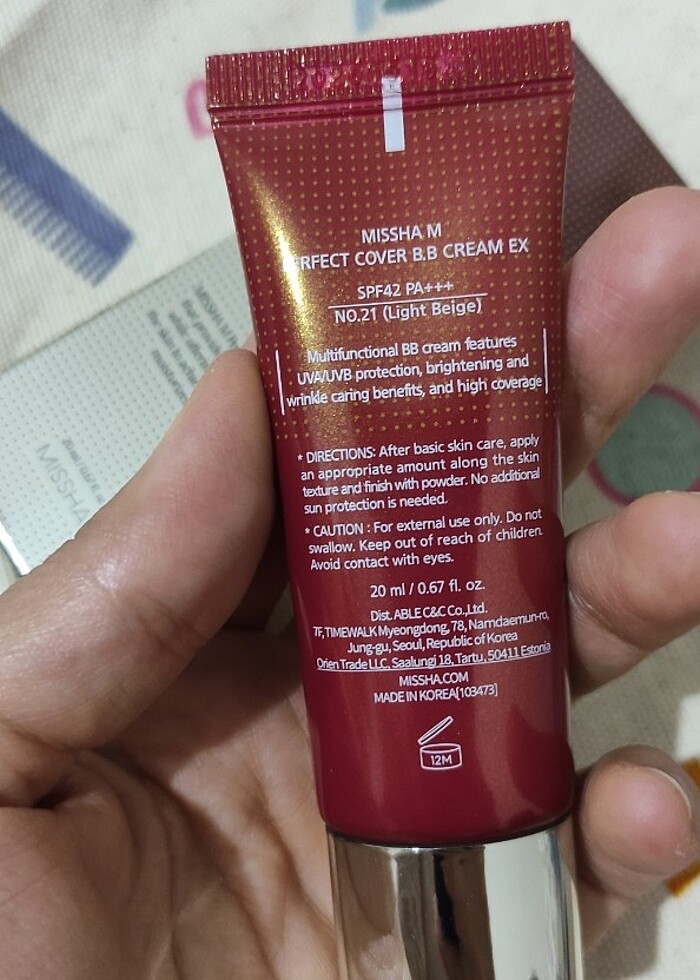 MISSHA M
RFECT COVER B.B CREAM EX
SPF42 PA+++
NO.21 (Light Beige)
Multifunctional BB cream features
UVA/UVB protection, brightening and
wrinkle caring benefits, and high coverage
* DIRECTIONS: After basic skin care, apply
an appropriate amount along the skin
texture and finish with powder. No additional
sun protection is needed.
* CAUTION : For external use only. Do not
swallow. Keep out of reach of children.
Avoid contact with eyes.
20 ml / 0.67 fl. oz.
Dist. ABLE C&C Co.,Ltd.
7F, TIMEWALK Myeongdong, 78, Namdaemun-ro,
Jung-gu, Seoul, Republic of Korea
Orien Trade LLC, Saalungi 18, Tartu, 50411 Estonia
MISSHA.COM
MADE IN KOREA[103473]
12M